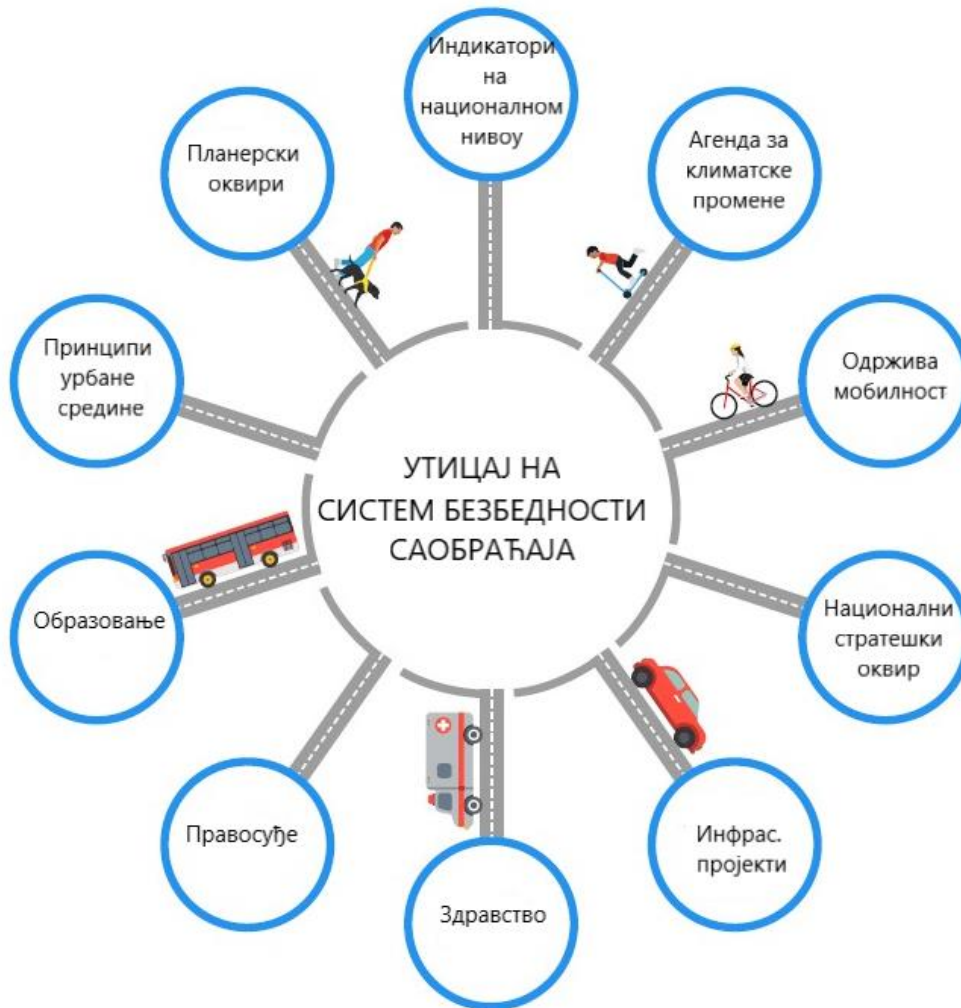 Индикатори
на
националном
нивоу
Агенда за
климатске
промене
Одржива
мобилност
Национални
стратешки
оквир
Инфрас.
пројекти
Здравство
Правосуђе
Образовање
Принципи
урбане
средине
Планерски
оквири
УТИЦАЈ НА
СИСТЕМ БЕЗБЕДНОСТИ
САОБРАЋАЈА